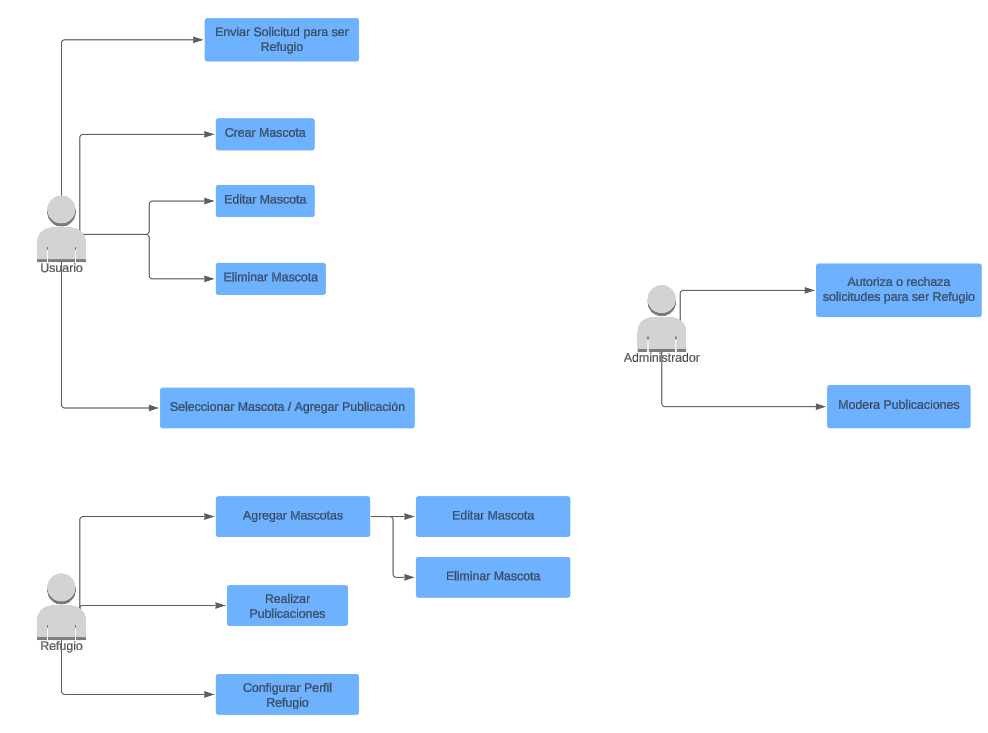 Enviar Solicitud para ser
Refugio
Crear Mascota
Editar Mascota
Usuario
Eliminar Mascota
Seleccionar Mascota / Agregar Publicación
Autoriza o rechaza
solicitudes para ser Refugio
Administrador
Modera Publicaciones
Agregar Mascotas
Editar Mascota
Eliminar Mascota
Realizar
Publicaciones
Refugio
Configurar Perfil
Refugio